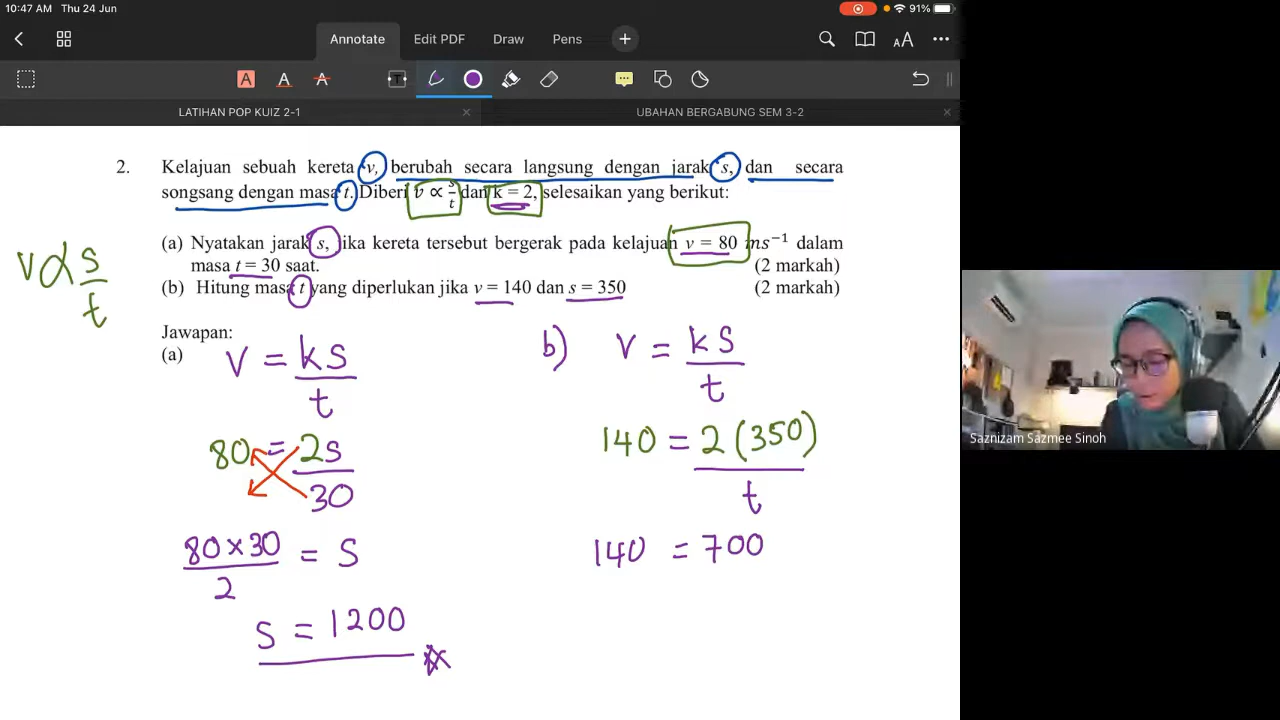 10:47 AM Thu 24 Jun
91%
Annotate Edit PDF Draw Pens
LATIHAN POP KUIZ 2-1
UBAHAN BERGABUNG SEM 3-2
2. Kelajuan sebuah kereta v, berubah secara langsung dengan jarak s, dan secara
songsang dengan masa t. Diberi v ∝ s/t dan k = 2, selesaikan yang berikut:
(a) Nyatakan jarak s, jika kereta tersebut bergerak pada kelajuan v = 80 ms⁻¹ dalam
masa t = 30 saat. (2 markah)
(b) Hitung masa t yang diperlukan jika v = 140 dan s = 350 (2 markah)
v ∝ s/t
Jawapan:
(a) v = ks/t
80 = 2s/30
80 × 30/2 = s
s = 1200
b) v = ks/t
140 = 2(350)/t
140 = 700
Saznizam Sazmee Sinoh